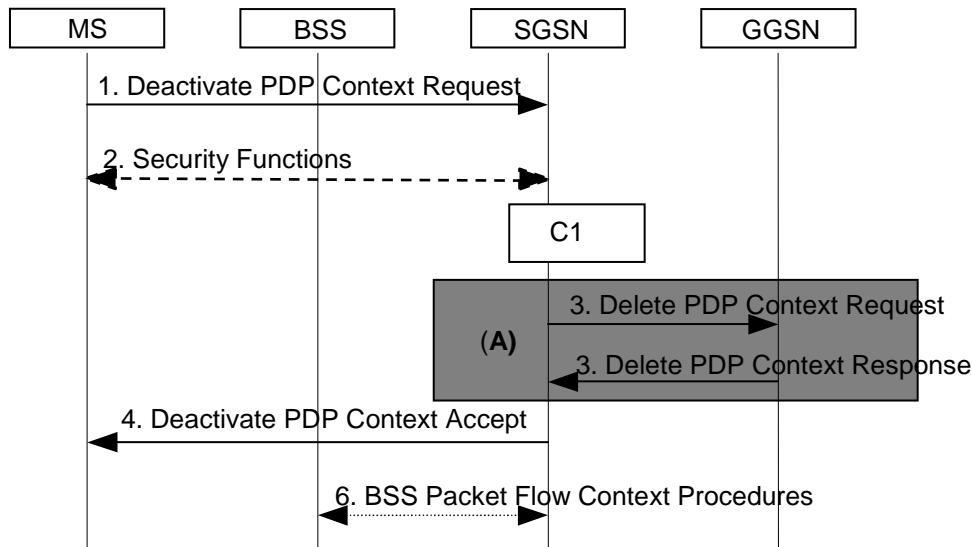 MS BSS SGSN GGSN
1. Deactivate PDP Context Request
2. Security Functions
C1
3. Delete PDP Context Request
(A)
3. Delete PDP Context Response
4. Deactivate PDP Context Accept
6. BSS Packet Flow Context Procedures